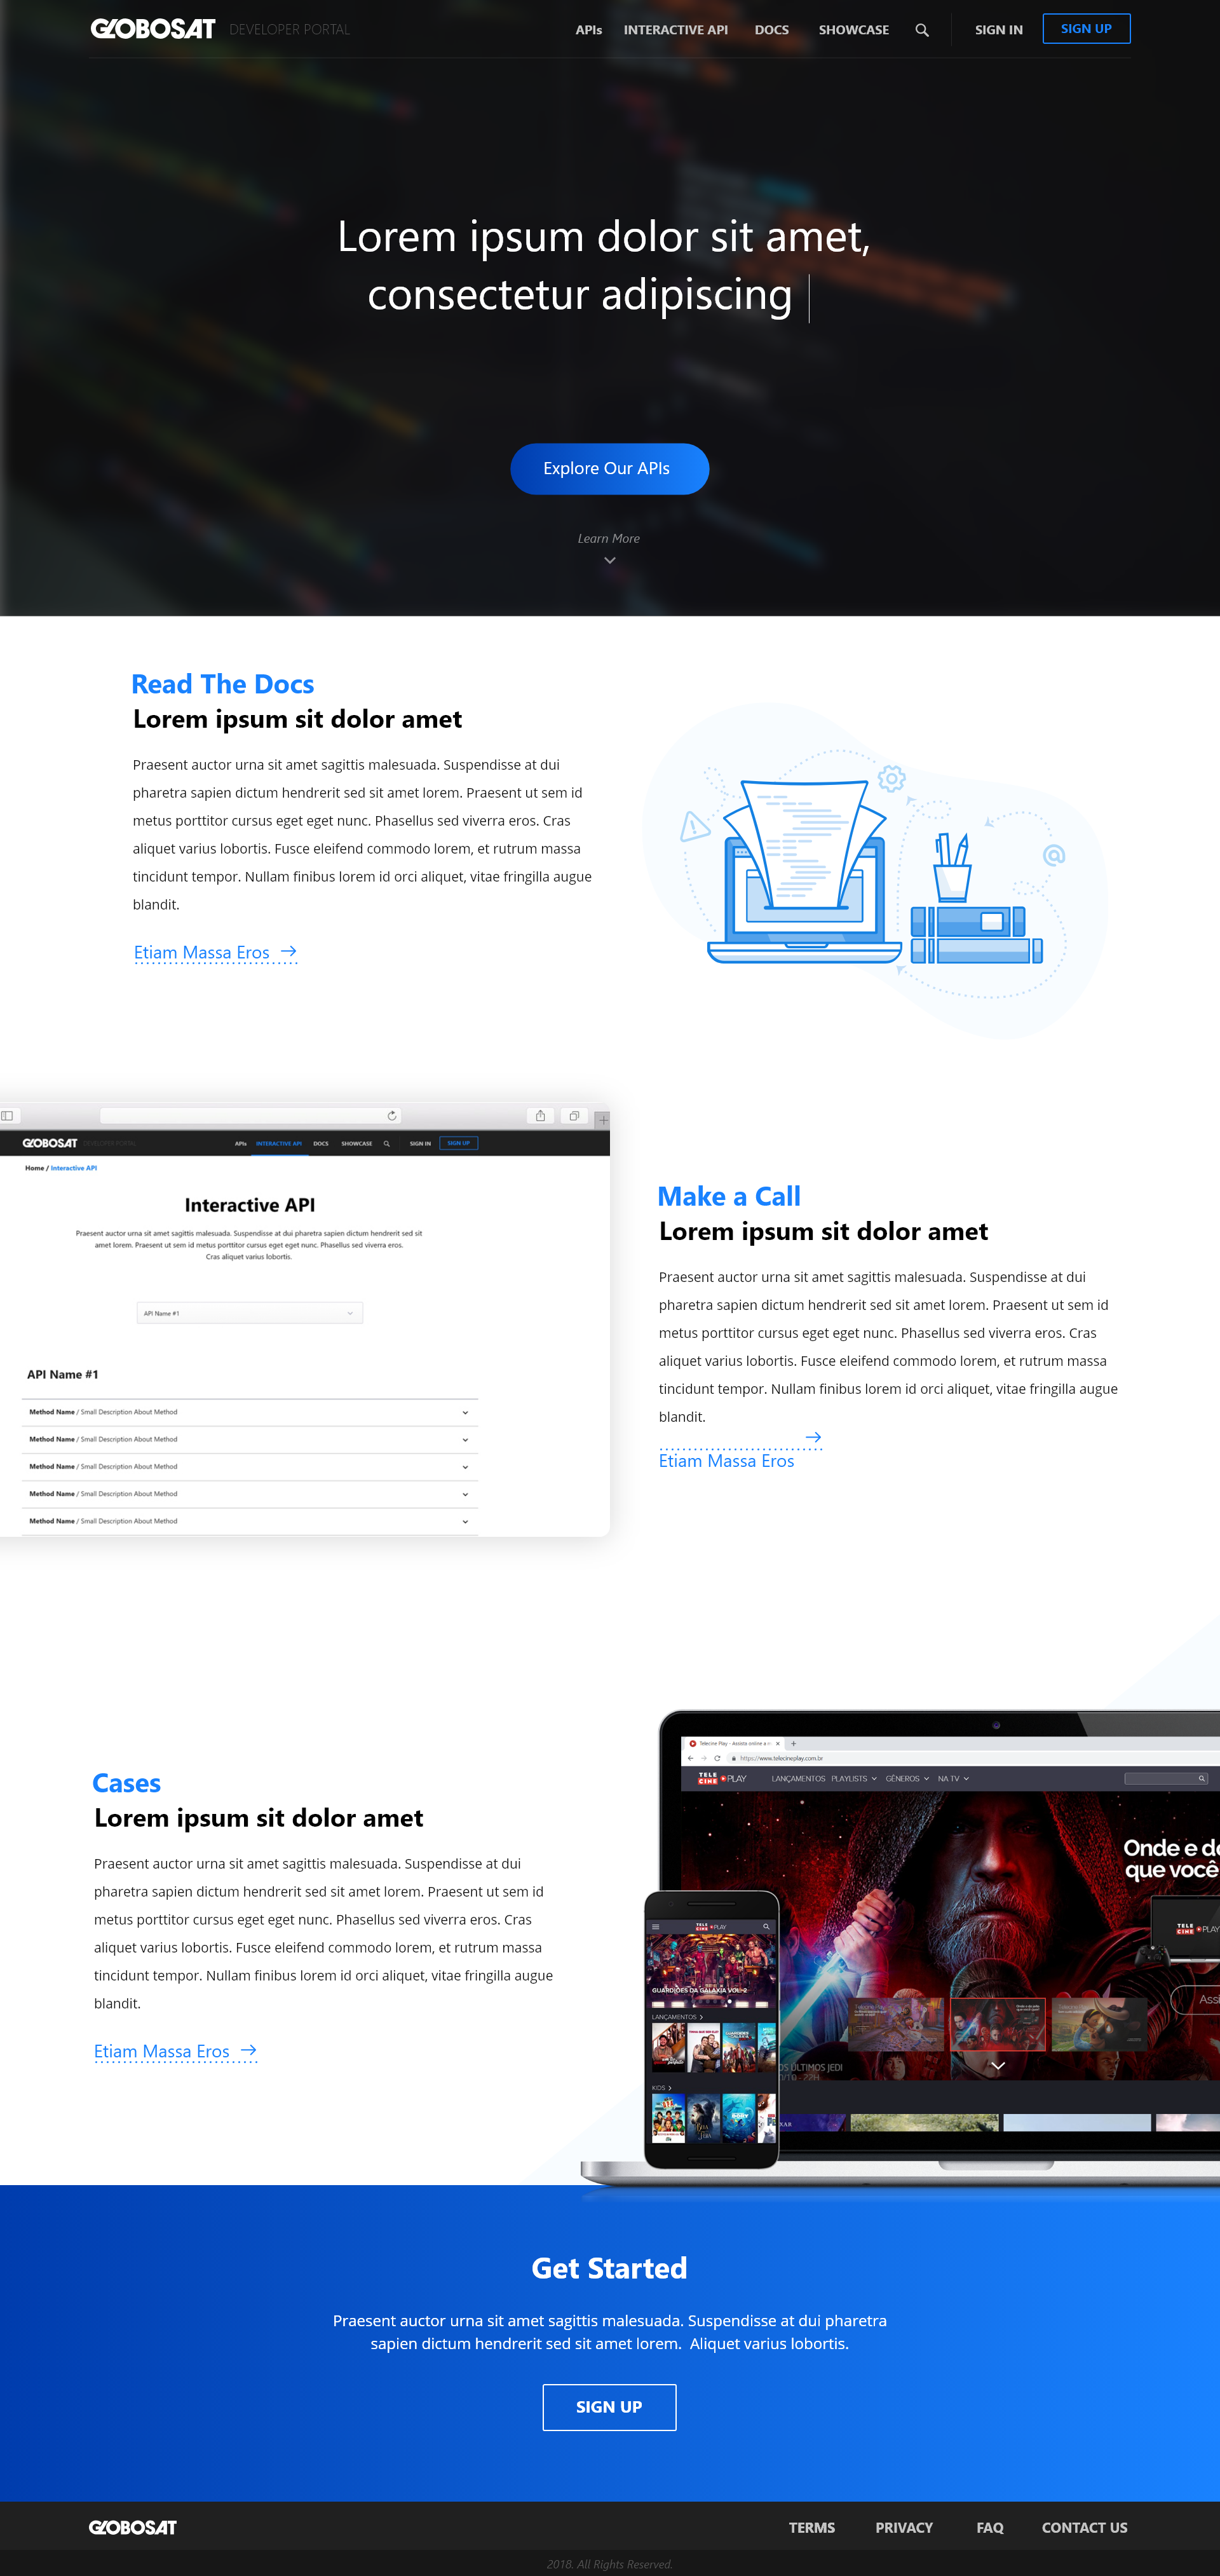 GLOBOSAT DEVELOPER PORTAL
APIs INTERACTIVE API DOCS SHOWCASE SIGN IN SIGN UP
Lorem ipsum dolor sit amet,
consectetur adipiscing
Explore Our APIs
Learn More
Read The Docs
Lorem ipsum sit dolor amet
Praesent auctor urna sit amet sagittis malesuada. Suspendisse at dui
pharetra sapien dictum hendrerit sed sit amet lorem. Praesent ut sem id
metus porttitor cursus eget eget nunc. Phasellus sed viverra eros. Cras
aliquet varius lobortis. Fusce eleifend commodo lorem, et rutrum massa
tincidunt tempor. Nullam finibus lorem id orci aliquet, vitae fringilla augue
blandit.
Etiam Massa Eros
GLOBOSAT DEVELOPER PORTAL
APIs INTERACTIVE API DOCS SHOWCASE SIGN IN SIGN UP
Home / Interactive API
Interactive API
Praesent auctor urna sit amet sagittis malesuada. Suspendisse at dui pharetra sapien dictum hendrerit sed sit
amet lorem. Praesent ut sem id metus porttitor cursus eget eget nunc. Phasellus sed viverra eros.
Cras aliquet varius lobortis.
API Name #1
API Name #1
Method Name / Small Description About Method
Method Name / Small Description About Method
Method Name / Small Description About Method
Method Name / Small Description About Method
Method Name / Small Description About Method
Make a Call
Lorem ipsum sit dolor amet
Praesent auctor urna sit amet sagittis malesuada. Suspendisse at dui
pharetra sapien dictum hendrerit sed sit amet lorem. Praesent ut sem id
metus porttitor cursus eget eget nunc. Phasellus sed viverra eros. Cras
aliquet varius lobortis. Fusce eleifend commodo lorem, et rutrum massa
tincidunt tempor. Nullam finibus lorem id orci aliquet, vitae fringilla augue
blandit.
Etiam Massa Eros
Cases
Lorem ipsum sit dolor amet
Praesent auctor urna sit amet sagittis malesuada. Suspendisse at dui
pharetra sapien dictum hendrerit sed sit amet lorem. Praesent ut sem id
metus porttitor cursus eget eget nunc. Phasellus sed viverra eros. Cras
aliquet varius lobortis. Fusce eleifend commodo lorem, et rutrum massa
tincidunt tempor. Nullam finibus lorem id orci aliquet, vitae fringilla augue
blandit.
Etiam Massa Eros
Telecine Play - Assista online a
https://www.telecineplay.com.br
TELECINE PLAY LANÇAMENTOS PLAYLISTS GÊNEROS NA TV
Onde e
que você
TELECINE PLAY
Assi
OS ÚLTIMOS JEDI
TELECINE PLAY
GUARDIÕES DA GALÁXIA VOL. 2
LANÇAMENTOS
KIDS
Get Started
Praesent auctor urna sit amet sagittis malesuada. Suspendisse at dui pharetra
sapien dictum hendrerit sed sit amet lorem. Aliquet varius lobortis.
SIGN UP
GLOBOSAT
TERMS PRIVACY FAQ CONTACT US
2018. All Rights Reserved.